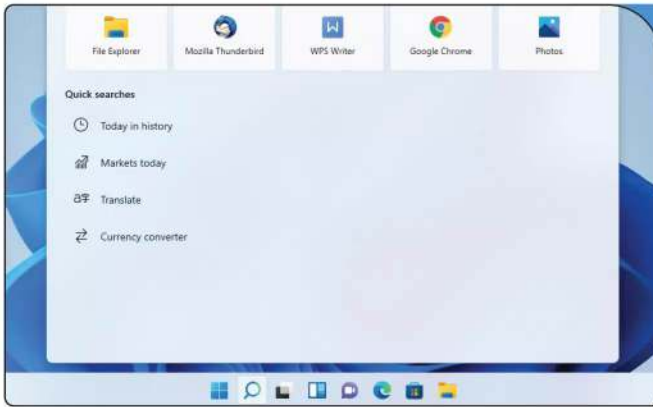 File Explorer
Mozilla Thunderbird
WPS Writer
Google Chrome
Photos
Quick searches
Today in history
Markets today
Translate
Currency converter